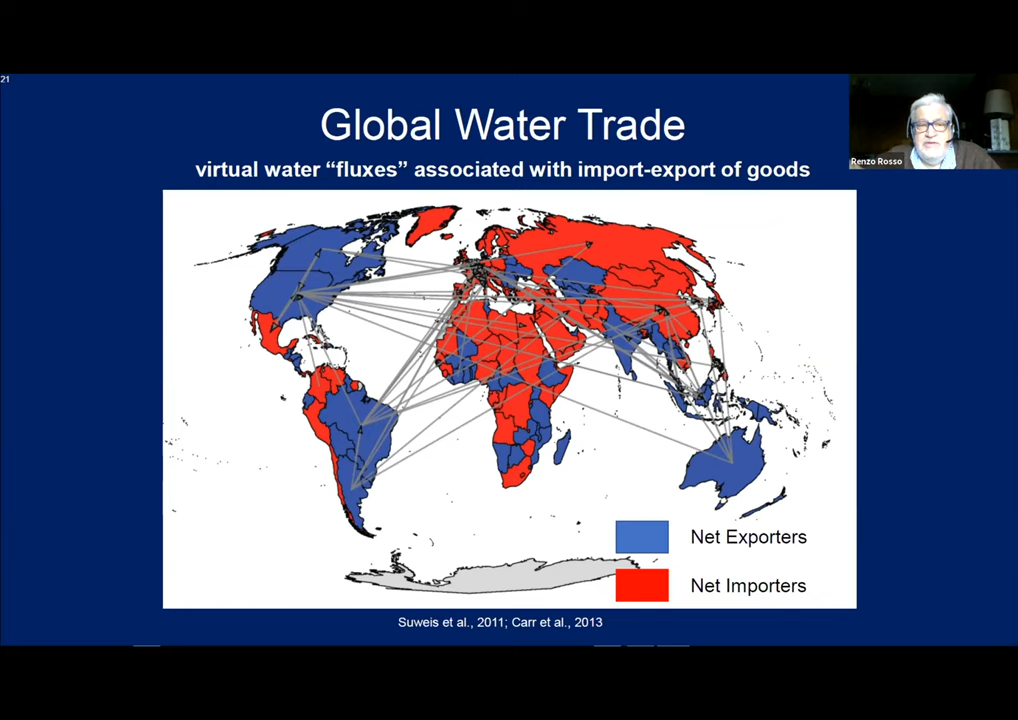 21
Global Water Trade
virtual water “fluxes” associated with import-export of goods
Renzo Rosso
Net Exporters
Net Importers
Suweis et al., 2011; Carr et al., 2013